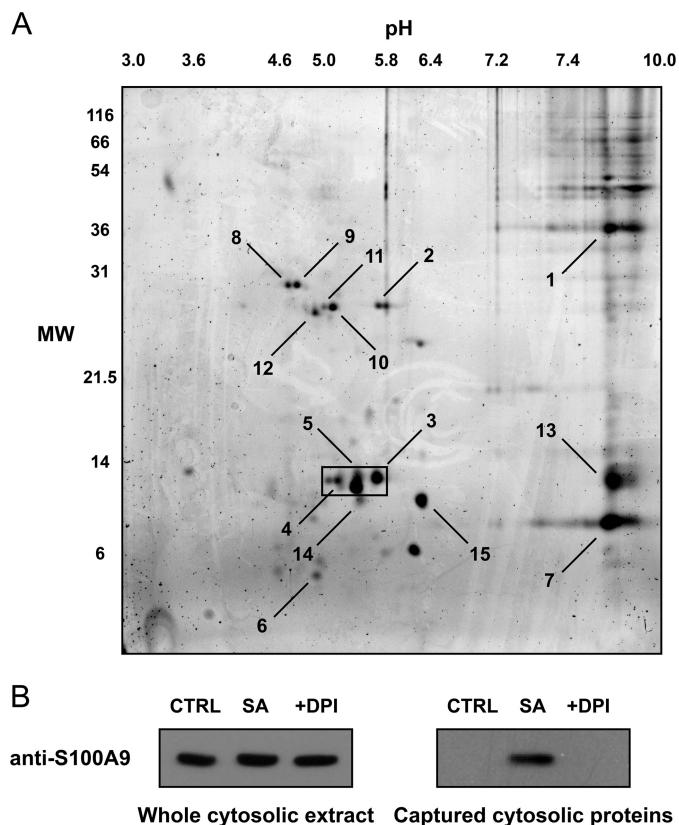 A
pH
3.0 3.6 4.6 5.0 5.8 6.4 7.2 7.4 10.0
116
66
54
36
31
MW
21.5
14
6
8 9 11 2
1
12 10
5 3 13
4
14 15
7
6
B
CTRL SA +DPI CTRL SA +DPI
anti-S100A9
Whole cytosolic extract Captured cytosolic proteins